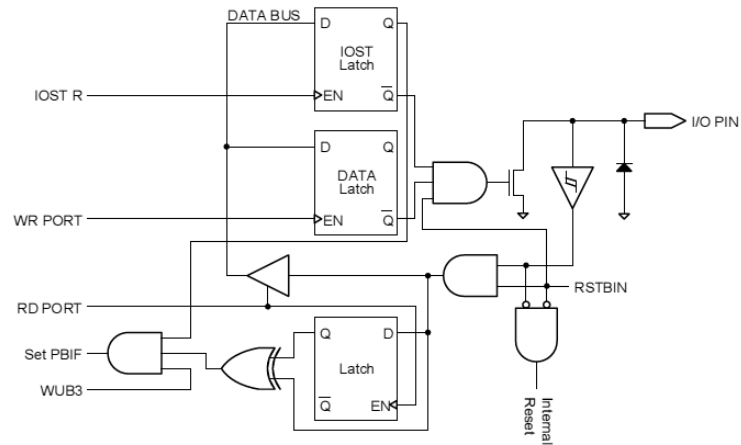 DATA BUS
D
Q
IOST
Latch
IOST R
EN
Q
I/O PIN
D
Q
DATA
Latch
WR PORT
EN
Q
RSTBIN
RD PORT
Q
D
Set PBIF
Latch
WUB3
Q
EN
Internal
Reset